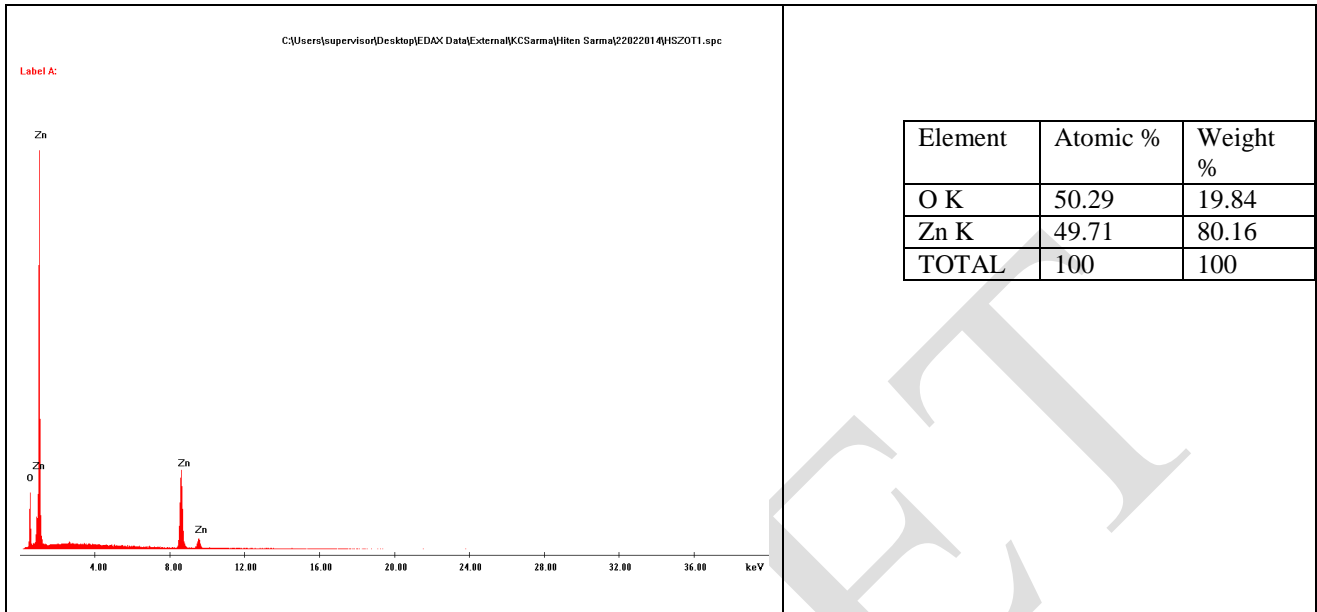 C:\Users\supervisor\Desktop\EDAX Data\External\KCSarma\Hiten Sarma\22022014\HSZOT1.spc
Label A:
Zn
Zn
O
Zn
Zn
4.00 8.00 12.00 16.00 20.00 24.00 28.00 32.00 36.00 keV
Element Atomic % Weight %
O K 50.29 19.84
Zn K 49.71 80.16
TOTAL 100 100
ET